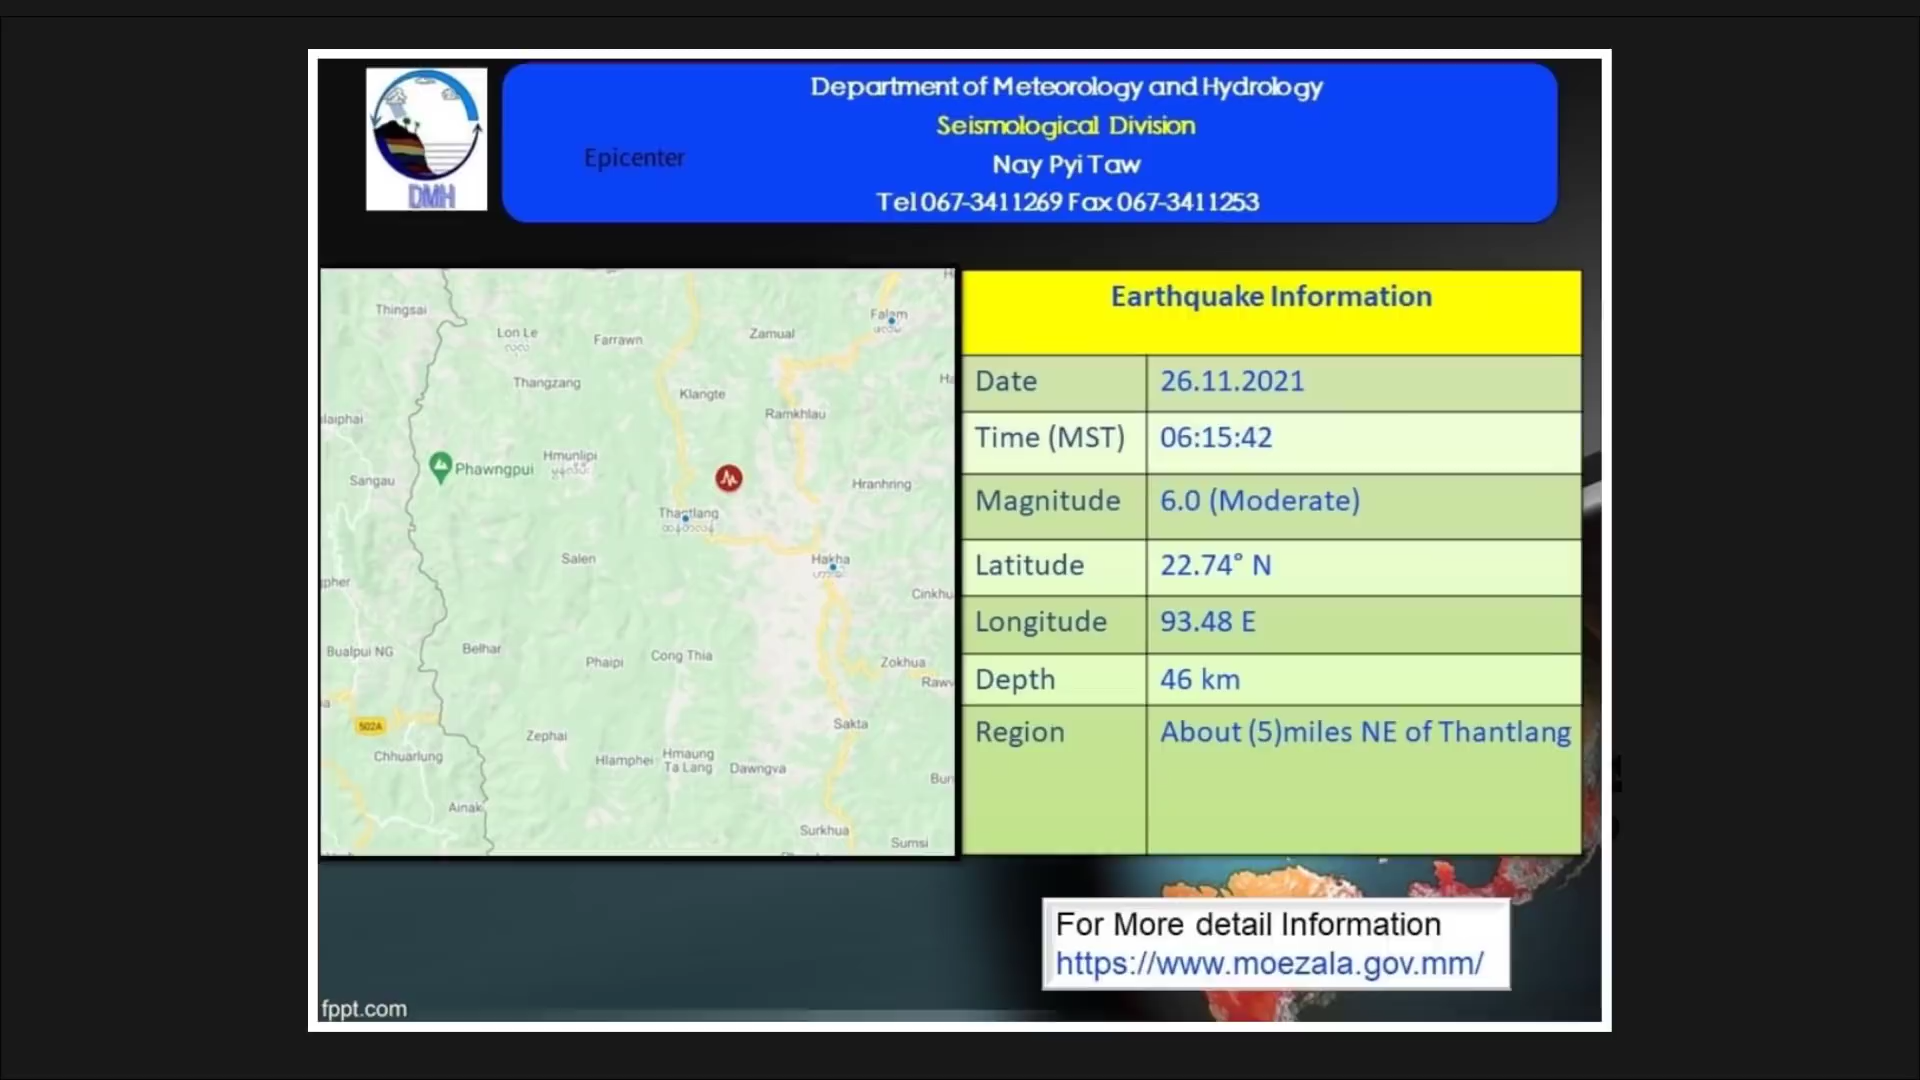 Department of Meteorology and Hydrology
Seismological Division
Epicenter
Nay Pyi Taw
Tel 067-3411269 Fax 067-3411253
DMH
Thingsai
Falam
Lon Le
Farrawn
Zamual
Thangzang
Klangte
Ramkhlau
Hmunlipi
Phawngpui
Sangau
Hranhring
Thantlang
Salen
Hakha
Bualpui NG
Belhar
Phaipi
Cong Thia
Zokhua
502A
Sakta
Zephai
Chhuarlung
Hlamphei
Hmaung
Ta Lang
Dawngva
Ainak
Surkhua
Sumsi
Earthquake Information
Date 26.11.2021
Time (MST) 06:15:42
Magnitude 6.0 (Moderate)
Latitude 22.74° N
Longitude 93.48 E
Depth 46 km
Region About (5)miles NE of Thantlang
For More detail Information
https://www.moezala.gov.mm/
fppt.com